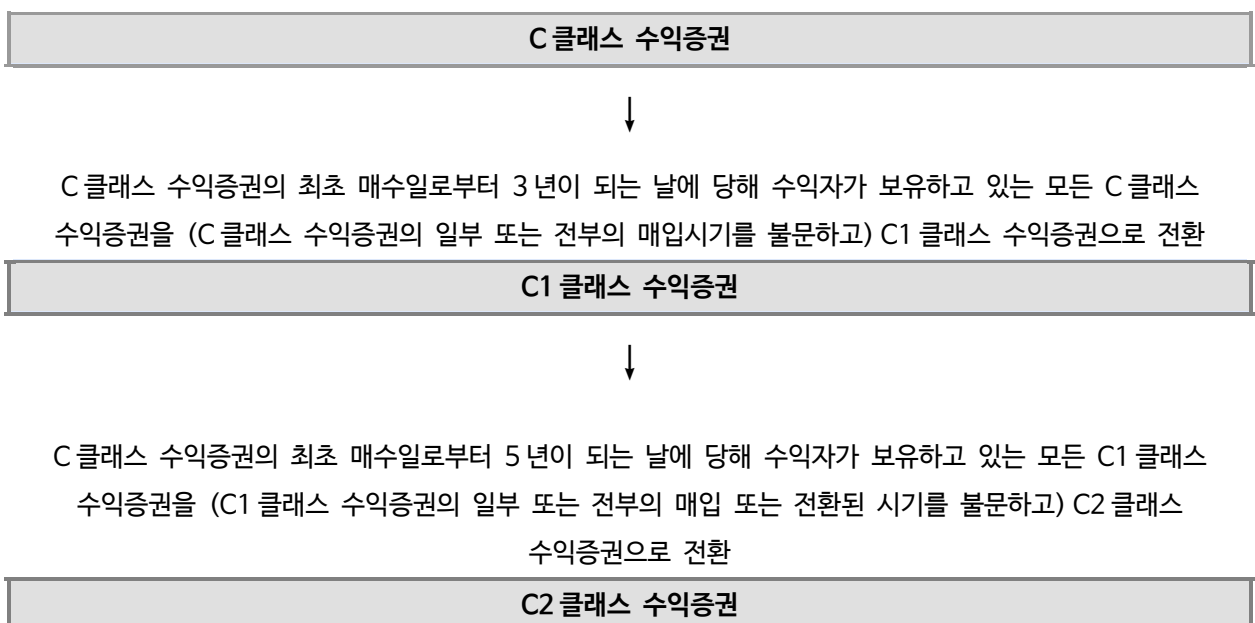 C 클래스 수익증권
↓
C 클래스 수익증권의 최초 매수일로부터 3 년이 되는 날에 당해 수익자가 보유하고 있는 모든 C 클래스
수익증권을 (C 클래스 수익증권의 일부 또는 전부의 매입시기를 불문하고) C1 클래스 수익증권으로 전환
C1 클래스 수익증권
↓
C 클래스 수익증권의 최초 매수일로부터 5 년이 되는 날에 당해 수익자가 보유하고 있는 모든 C1 클래스
수익증권을 (C1 클래스 수익증권의 일부 또는 전부의 매입 또는 전환된 시기를 불문하고) C2 클래스
수익증권으로 전환
C2 클래스 수익증권